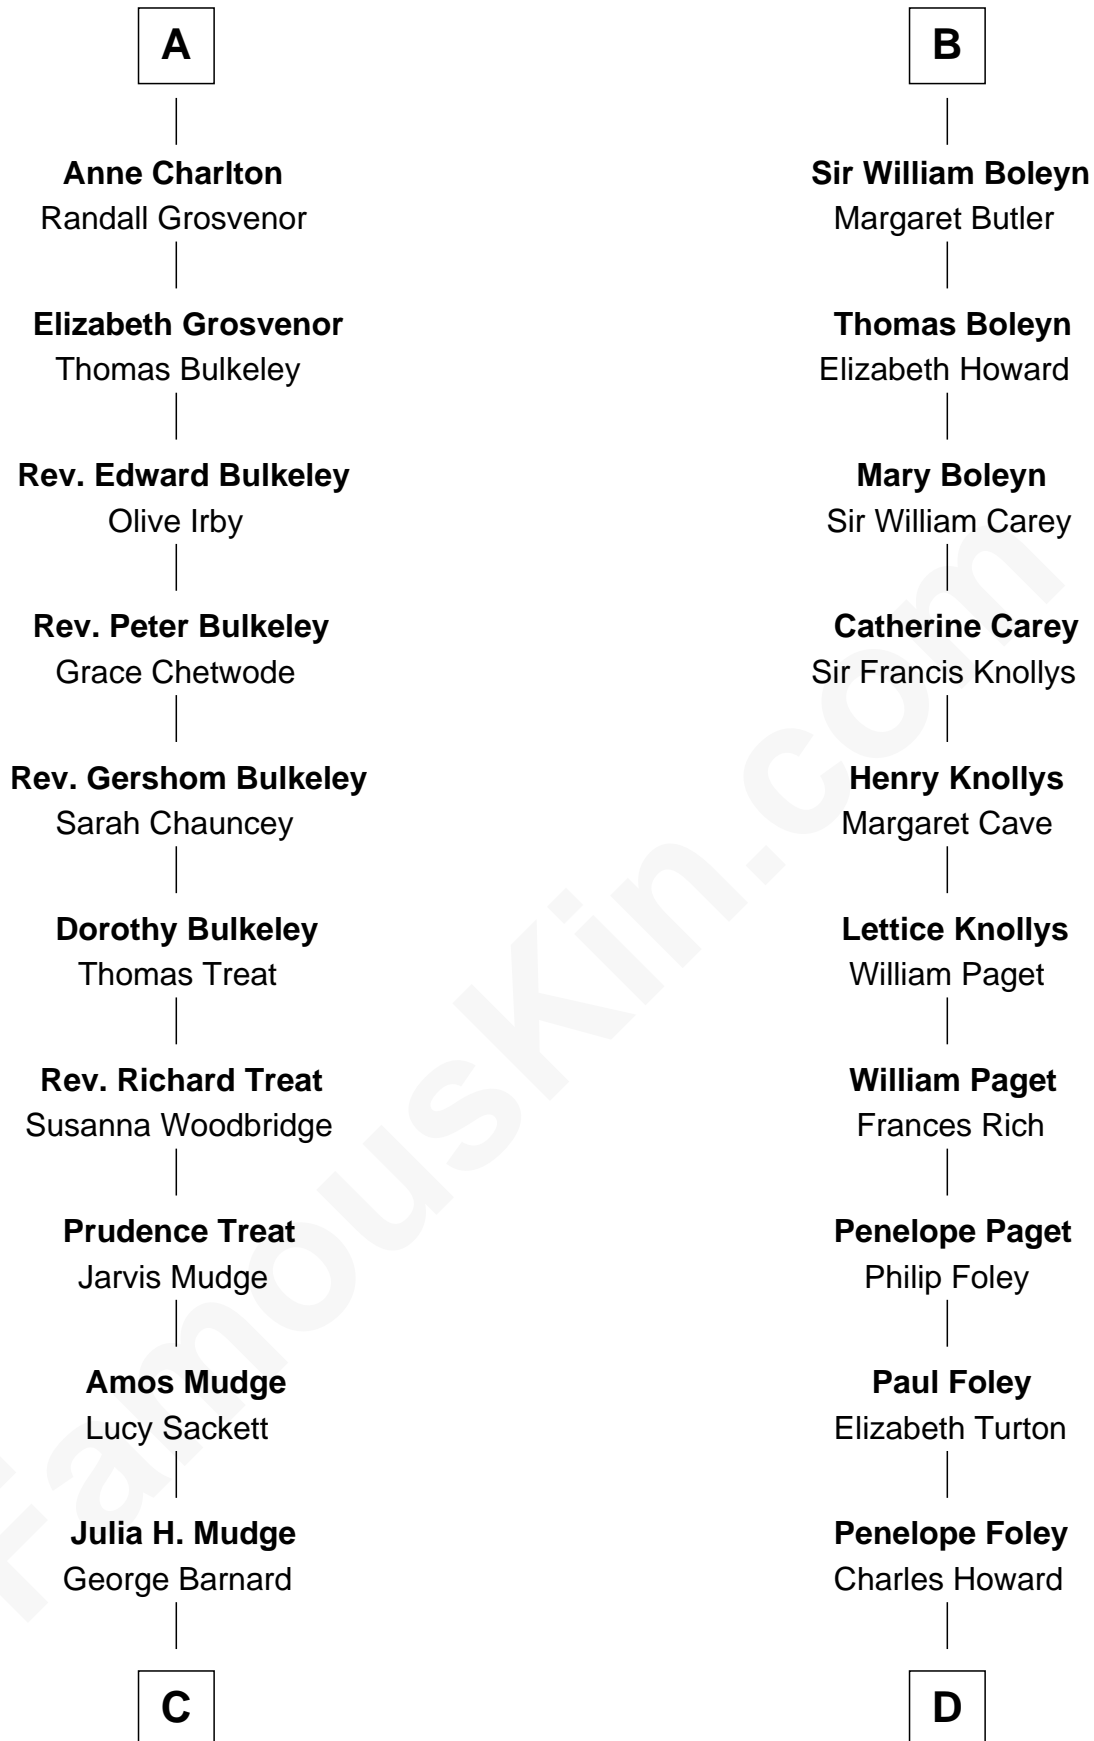 A
Anne Charlton
Randall Grosvenor
Elizabeth Grosvenor
Thomas Bulkeley
Rev. Edward Bulkeley
Olive Irby
Rev. Peter Bulkeley
Grace Chetwode
Rev. Gershom Bulkeley
Sarah Chauncey
Dorothy Bulkeley
Thomas Treat
Rev. Richard Treat
Susanna Woodbridge
Prudence Treat
Jarvis Mudge
Amos Mudge
Lucy Sackett
Julia H. Mudge
George Barnard
C
B
Sir William Boleyn
Margaret Butler
Thomas Boleyn
Elizabeth Howard
Mary Boleyn
Sir William Carey
Catherine Carey
Sir Francis Knollys
Henry Knollys
Margaret Cave
Lettice Knollys
William Paget
William Paget
Frances Rich
Penelope Paget
Philip Foley
Paul Foley
Elizabeth Turton
Penelope Foley
Charles Howard
D
FamousKin.com